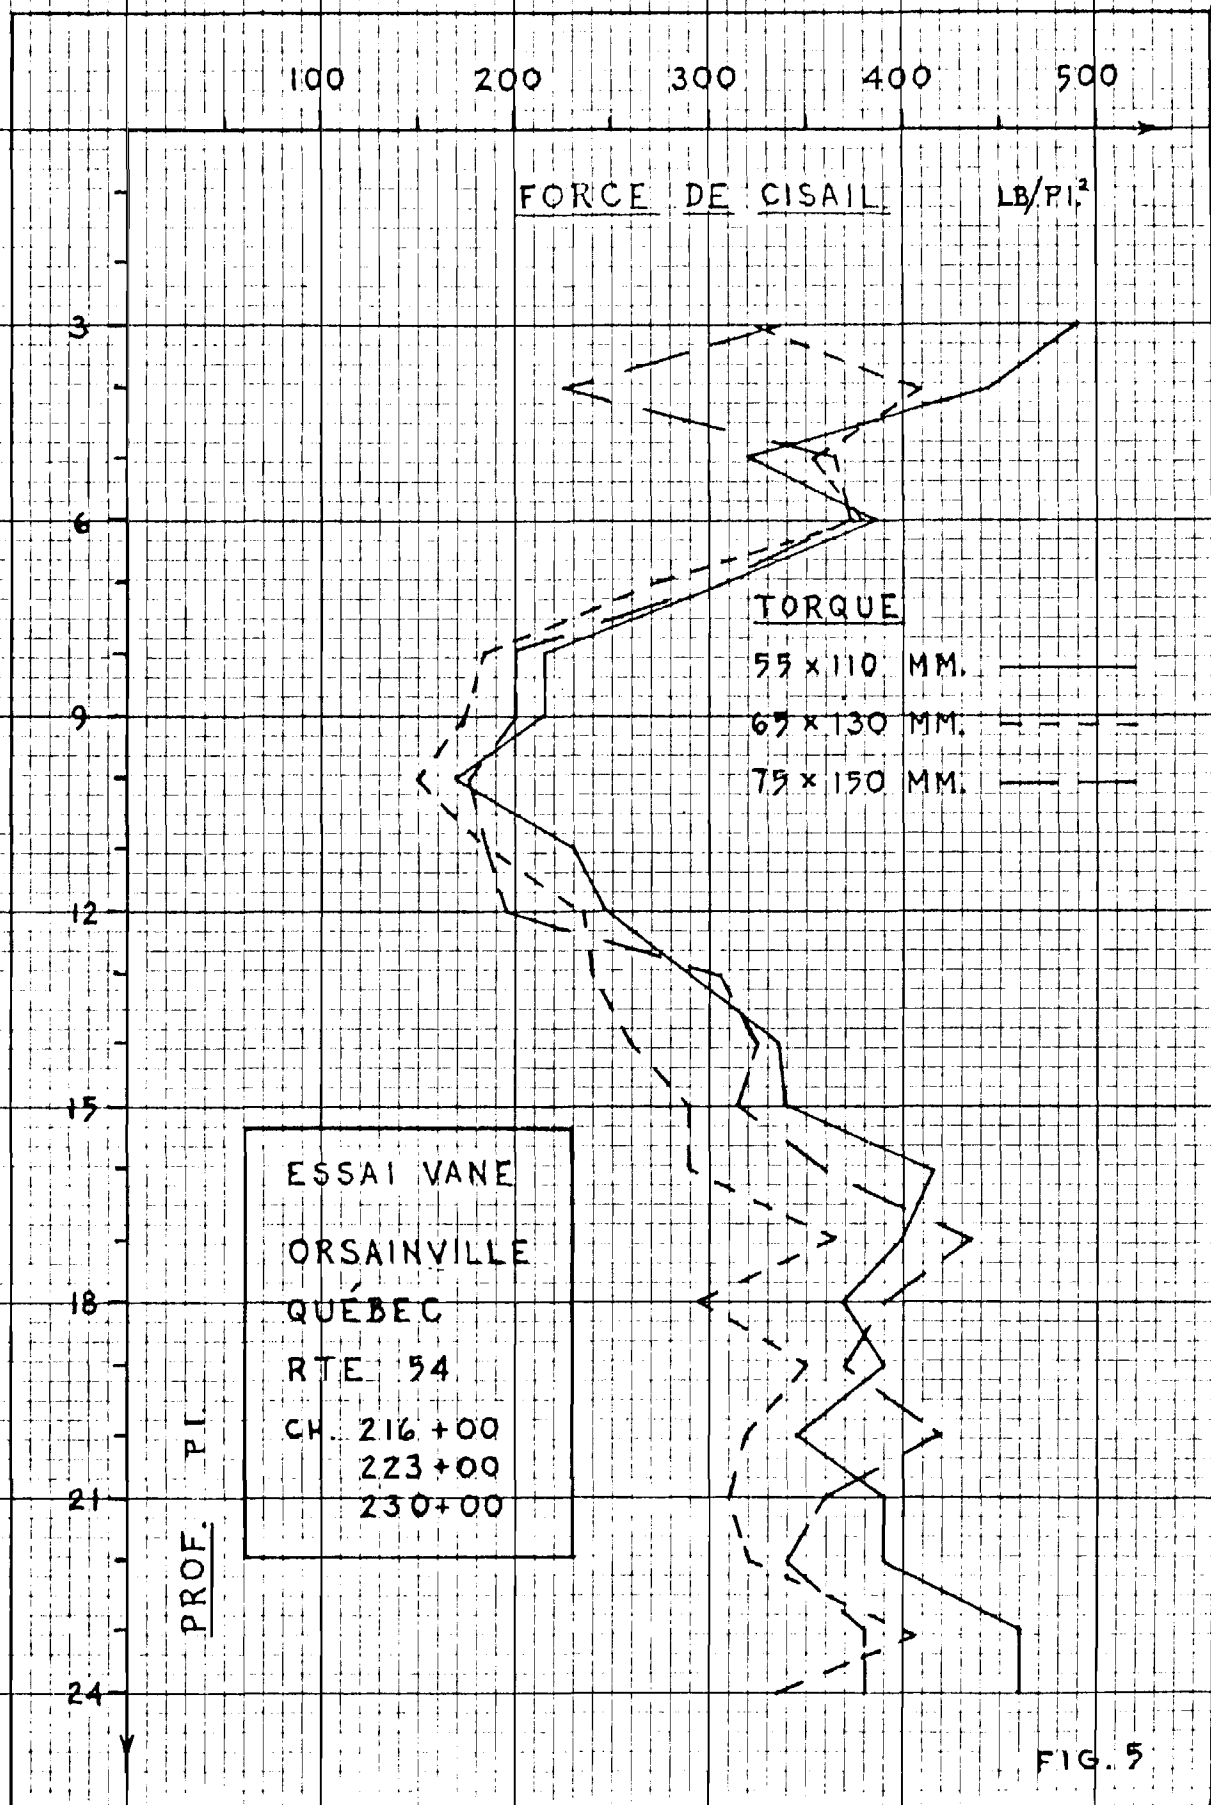 100 200 300 400 500
FORCE DE CISAIL. LB/PI.²
3
6
TORQUE
55 x 110 MM.
9
65 x 130 MM.
75 x 150 MM.
12
15
ESSAI VANE
ORSAINVILLE
18
QUÉBEC
RTE 54
CH. 216+00
223+00
21
230+00
PROF. PI.
24
FIG. 5